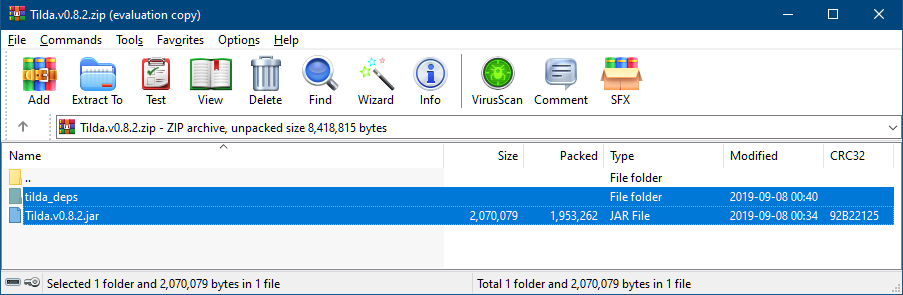 Tilda.v0.8.2.zip (evaluation copy)
File Commands Tools Favorites Options Help
Add Extract To Test View Delete Find Wizard Info VirusScan Comment SFX
Tilda.v0.8.2.zip - ZIP archive, unpacked size 8,418,815 bytes
Name Size Packed Type Modified CRC32
.. File folder
tilda_deps File folder 2019-09-08 00:40
Tilda.v0.8.2.jar 2,070,079 1,953,262 JAR File 2019-09-08 00:34 92B22125
Selected 1 folder and 2,070,079 bytes in 1 file Total 1 folder and 2,070,079 bytes in 1 file